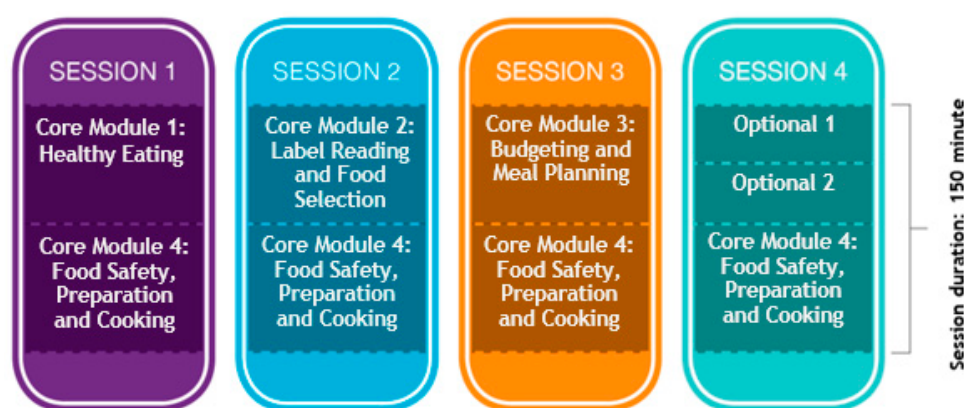 SESSION 1
Core Module 1:
Healthy Eating
Core Module 4:
Food Safety,
Preparation
and Cooking
SESSION 2
Core Module 2:
Label Reading
and Food
Selection
Core Module 4:
Food Safety,
Preparation
and Cooking
SESSION 3
Core Module 3:
Budgeting and
Meal Planning
Core Module 4:
Food Safety,
Preparation
and Cooking
SESSION 4
Optional 1
Optional 2
Core Module 4:
Food Safety,
Preparation
and Cooking
Session duration: 150 minute